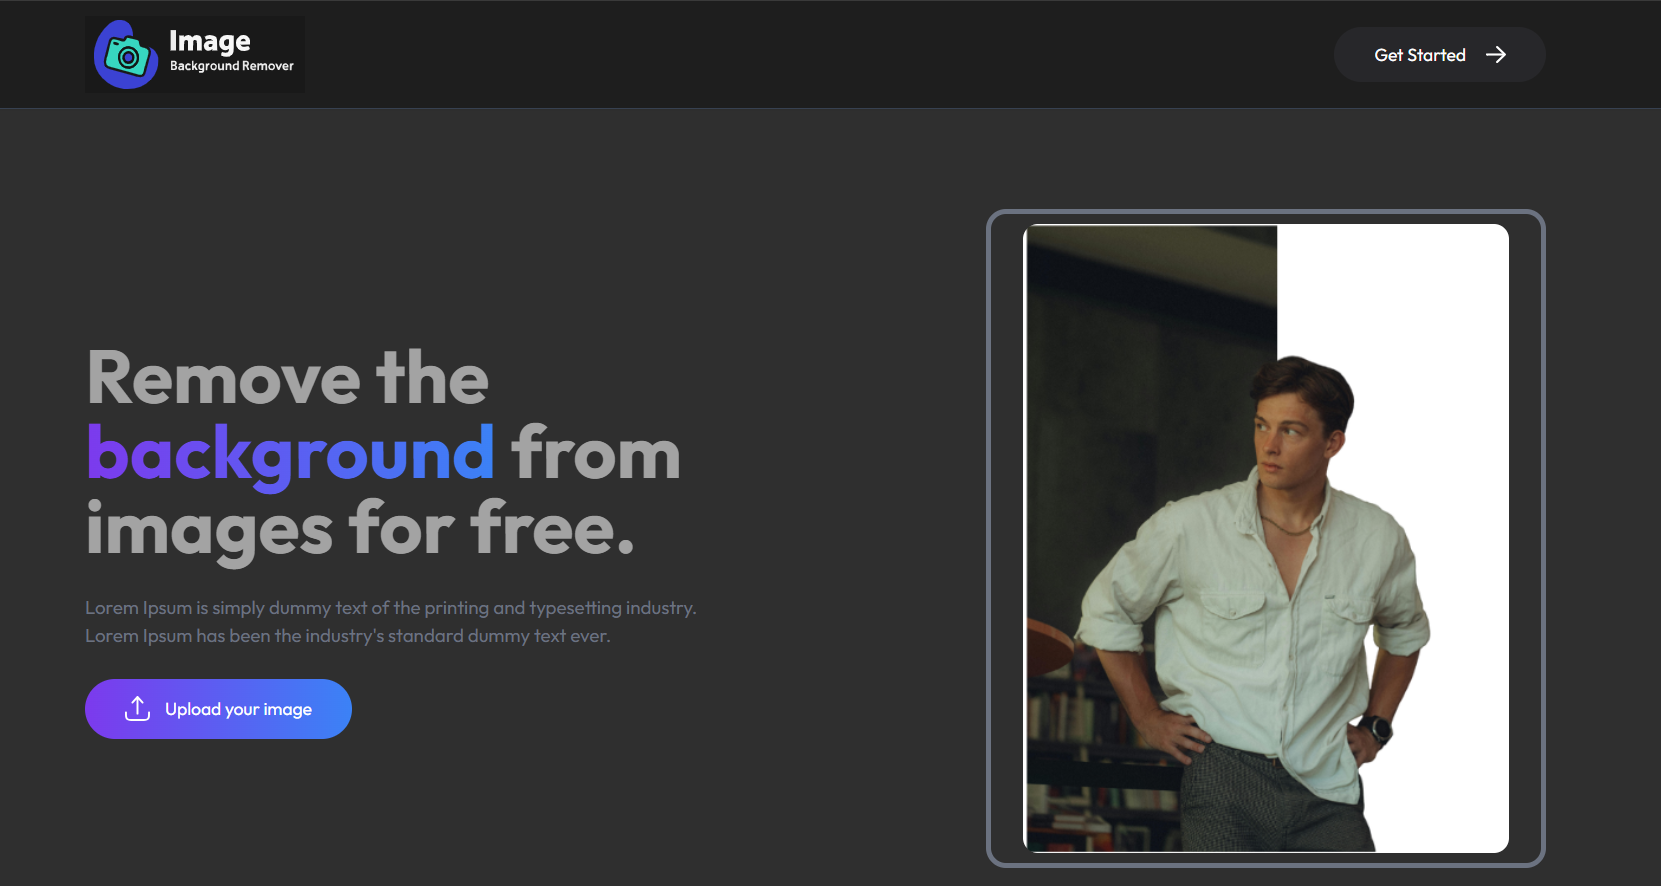 Image
Background Remover
Get Started
Remove the
background from
images for free.
Lorem Ipsum is simply dummy text of the printing and typesetting industry.
Lorem Ipsum has been the industry's standard dummy text ever.
Upload your image